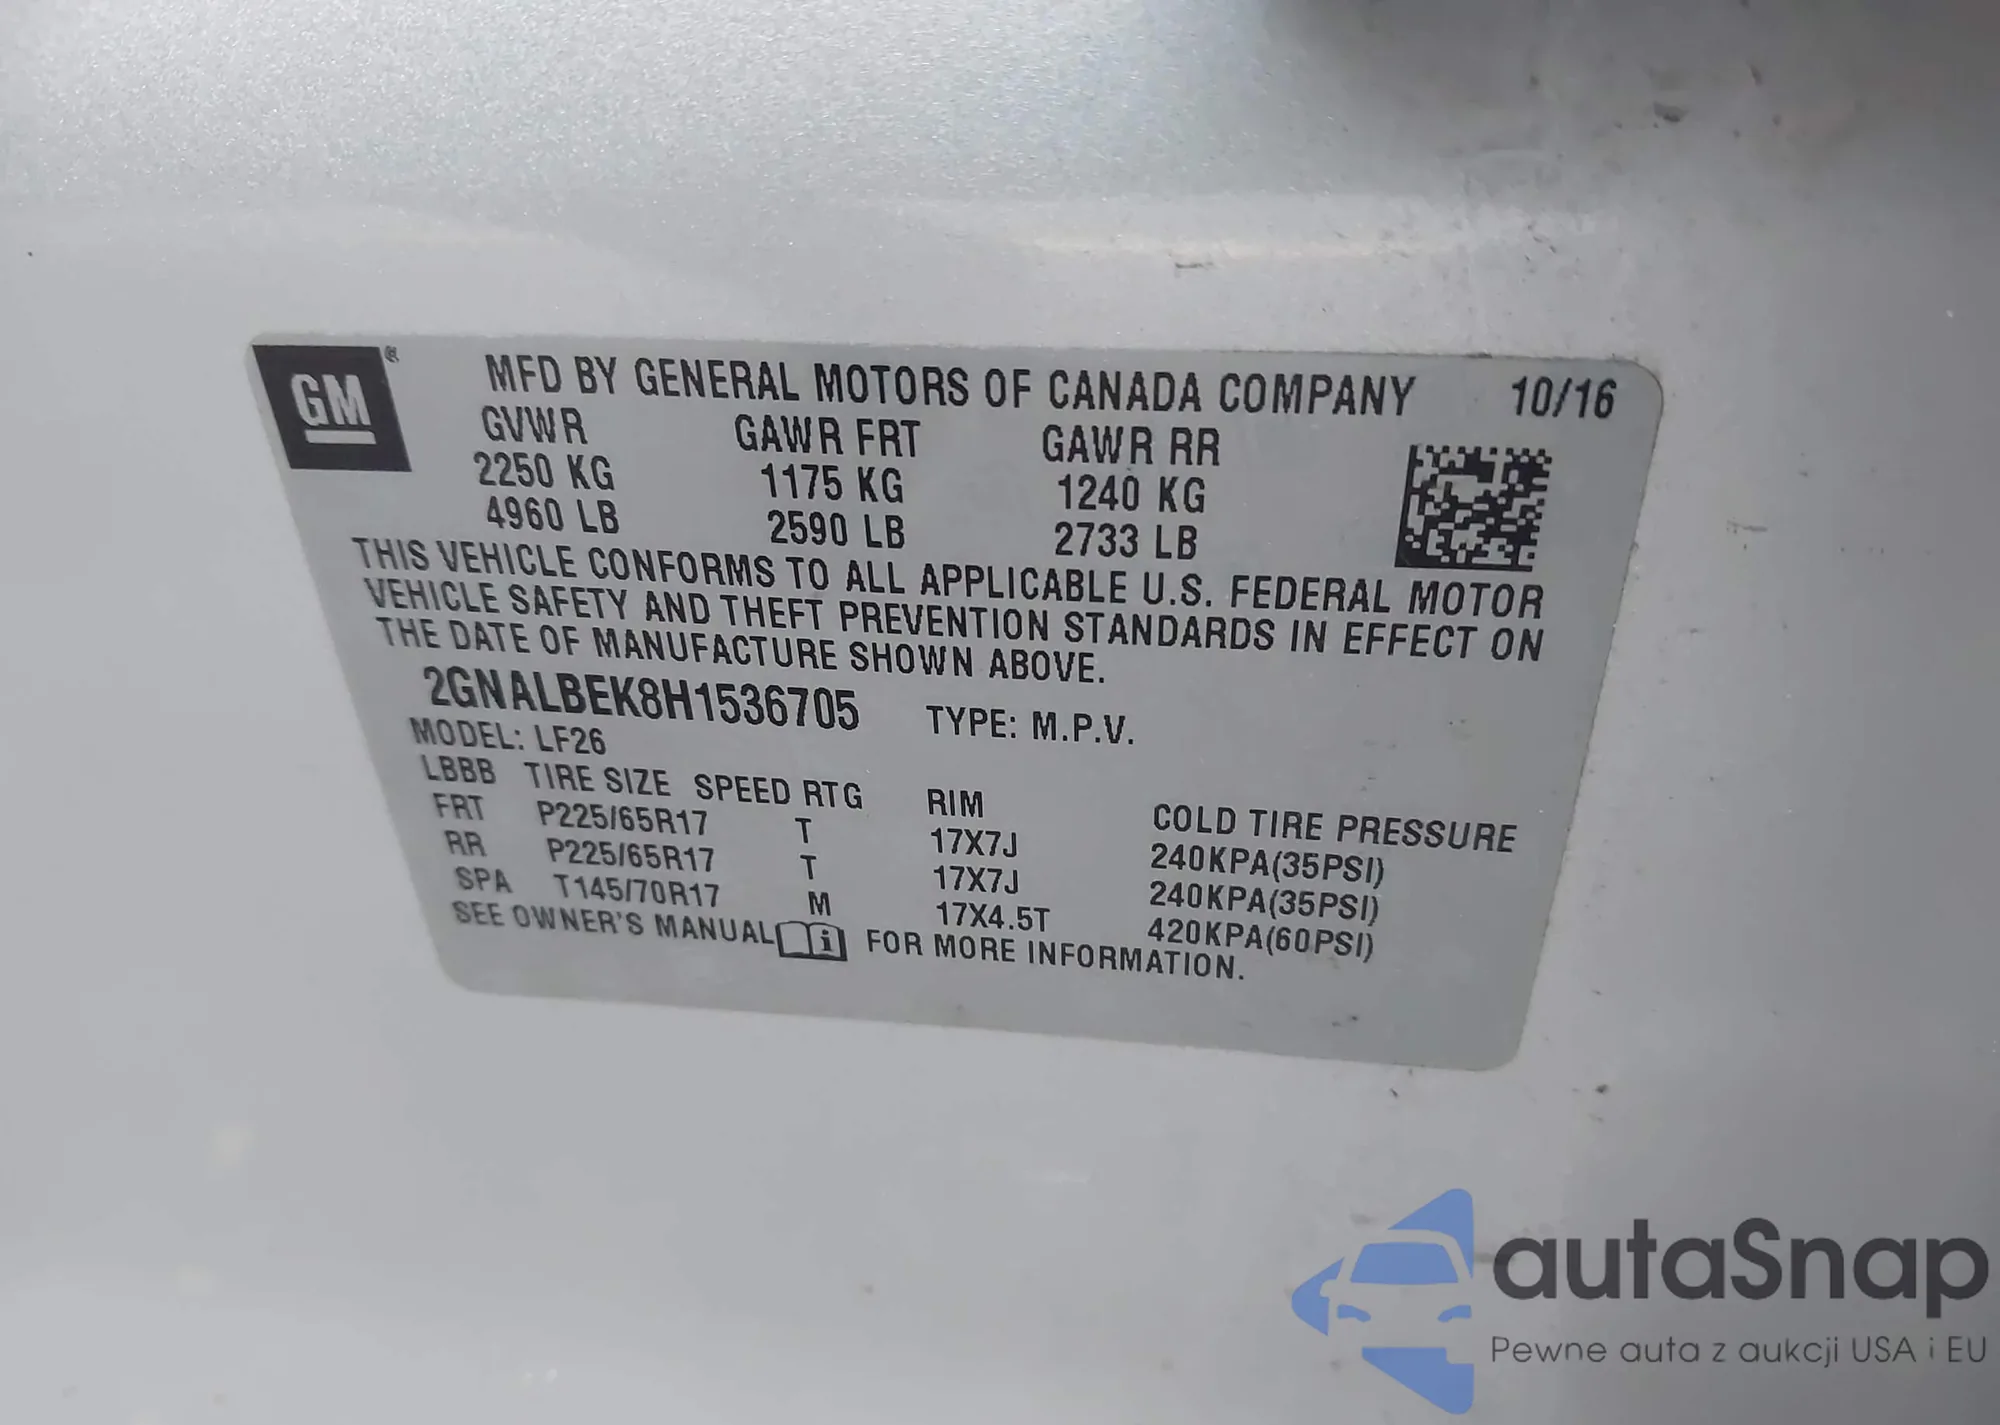 GM ®
MFD BY GENERAL MOTORS OF CANADA COMPANY 10/16
GVWR GAWR FRT GAWR RR
2250 KG 1175 KG 1240 KG
4960 LB 2590 LB 2733 LB
THIS VEHICLE CONFORMS TO ALL APPLICABLE U.S. FEDERAL MOTOR
VEHICLE SAFETY AND THEFT PREVENTION STANDARDS IN EFFECT ON
THE DATE OF MANUFACTURE SHOWN ABOVE.
2GNALBEK8H1536705 TYPE: M.P.V.
MODEL: LF26
LBBB TIRE SIZE SPEED RTG RIM COLD TIRE PRESSURE
FRT P225/65R17 T 17X7J 240KPA(35PSI)
RR P225/65R17 T 17X7J 240KPA(35PSI)
SPA T145/70R17 M 17X4.5T 420KPA(60PSI)
SEE OWNER'S MANUAL i FOR MORE INFORMATION.
autaSnap
Pewne auta z aukcji USA i EU